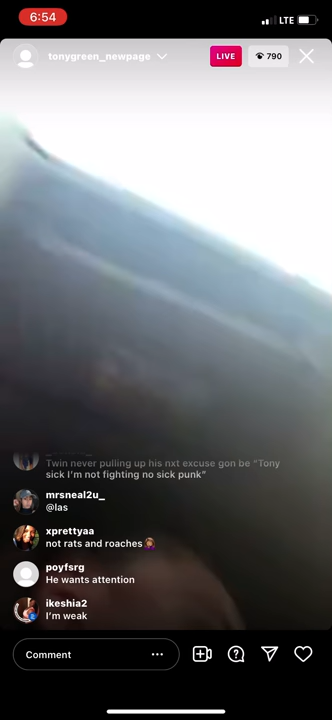 6:54
LTE
tonygreen_newpage
LIVE
790
Twin never pulling up his nxt excuse gon be “Tony
sick I’m not fighting no sick punk”
mrsneal2u_
@las
xprettyaa
not rats and roaches🤦🏽‍♀️
poyfsrg
He wants attention
ikeshia2
I’m weak
Comment